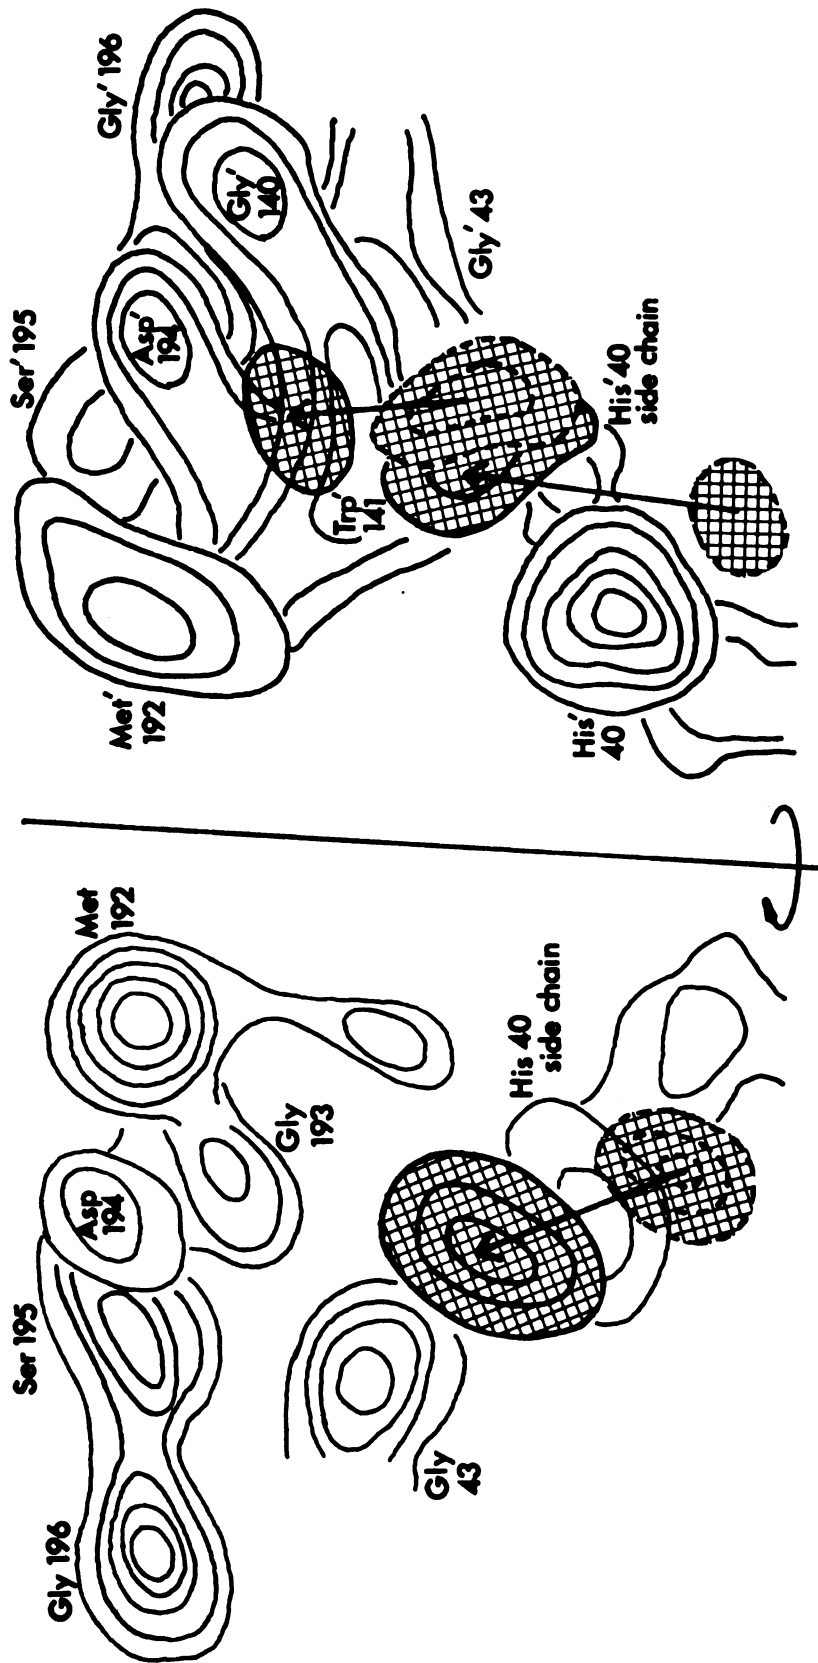 Gly 196
Ser 195
Asp
194
Met
192
Gly
193
Gly
43
His 40
side chain
Met'
192
Ser' 195
Asp'
194
Gly' 196
Gly'
140
Trp'
141
Gly' 43
His' 40
side chain
His'
40